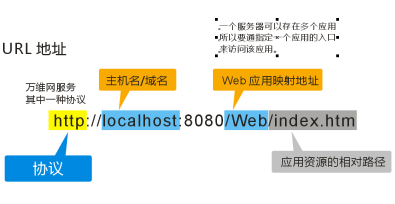 一个服务器可以存在多个应用
所以要通指定×个应用的入口
来访问该应用。
URL 地址
万维网服务
其中一种协议
主机名/域名
Web 应用映射地址
http://localhost:8080/Web/index.htm
协议
应用资源的相对路径